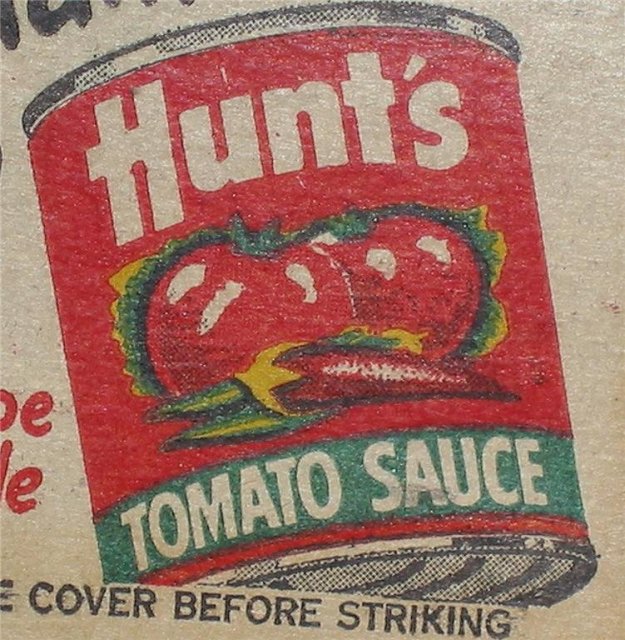 Hunt's
TOMATO SAUCE
COVER BEFORE STRIKING